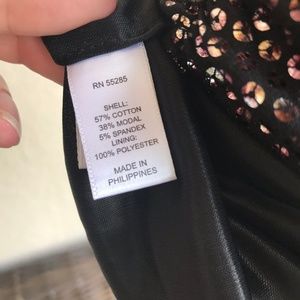 RN 55285
SHELL:
57% COTTON
38% MODAL
5% SPANDEX
LINING:
100% POLYESTER
MADE IN
PHILIPPINES